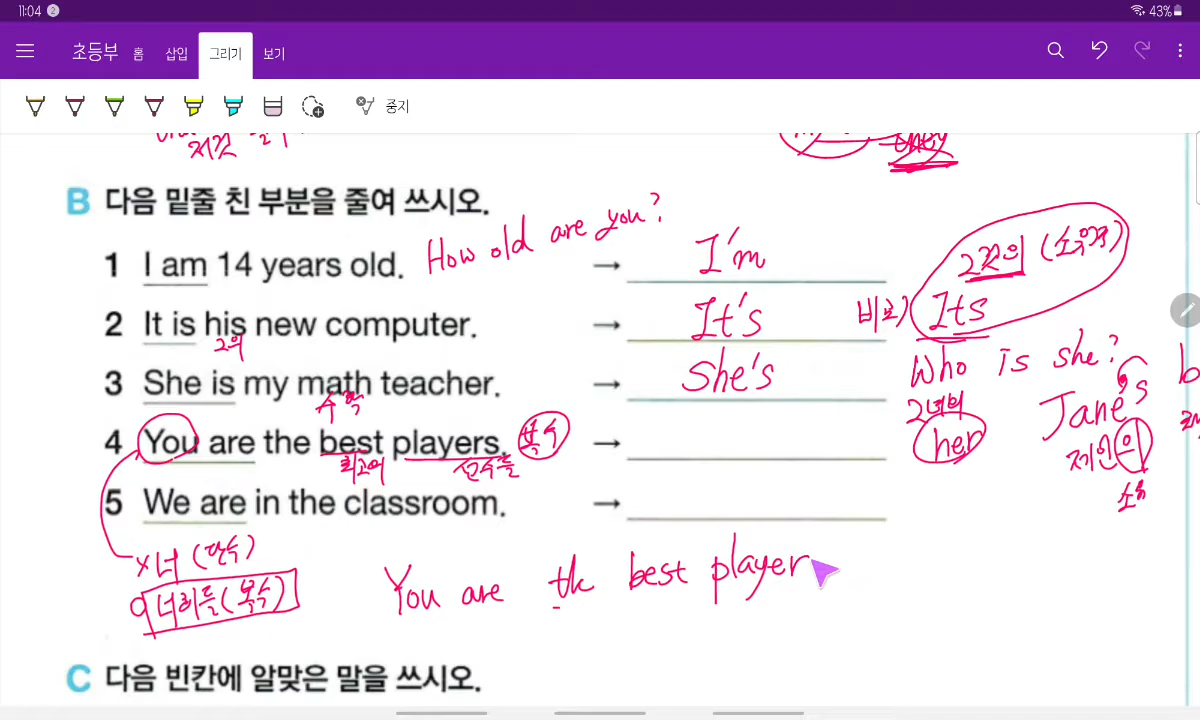 11:04 2 43%
초등부 홈 삽입 그리기 보기
중지
저것
they
B 다음 밑줄 친 부분을 줄여 쓰시오.
How old are you?
1 I am 14 years old. → I'm
그것의 (소유격)
2 It is his new computer. → It's
그의
비교) Its
3 She is my math teacher. → She's
수학
Who is she?
그녀의
her
Jane's
제인의
소유
4 You are the best players. 복수 →
최고의 선수들
5 We are in the classroom. →
x 너 (단수)
o 너희들 (복수)
You are the best player
C 다음 빈칸에 알맞은 말을 쓰시오.